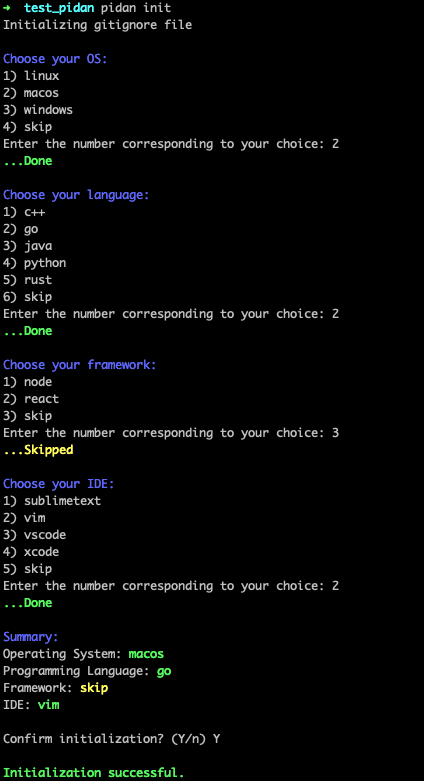 ➜ test_pidan pidan init
Initializing gitignore file
Choose your OS:
1) linux
2) macos
3) windows
4) skip
Enter the number corresponding to your choice: 2
...Done
Choose your language:
1) c++
2) go
3) java
4) python
5) rust
6) skip
Enter the number corresponding to your choice: 2
...Done
Choose your framework:
1) node
2) react
3) skip
Enter the number corresponding to your choice: 3
...Skipped
Choose your IDE:
1) sublimetext
2) vim
3) vscode
4) xcode
5) skip
Enter the number corresponding to your choice: 2
...Done
Summary:
Operating System: macos
Programming Language: go
Framework: skip
IDE: vim
Confirm initialization? (Y/n) Y
Initialization successful.